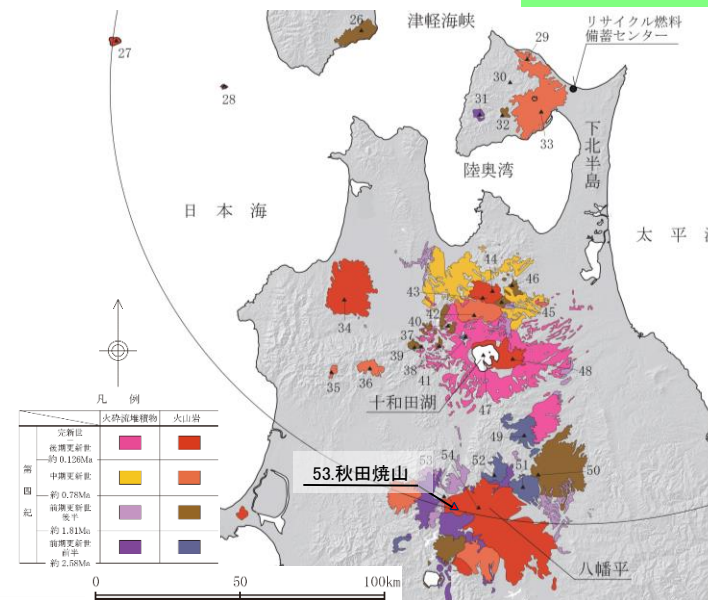 26
津軽海峡
リサイクル燃料
備蓄センター
27
28
29
30
31
32
33
下北半島
陸奥湾
日本海
太平
34
35
36
37
38
39
40
41
42
43
44
45
46
47
48
十和田湖
49
50
51
52
53
54
53.秋田焼山
八幡平
凡例
火砕流堆積物
火山岩
第四紀
完新世
後期更新世
約0.126Ma
中期更新世
約0.78Ma
前期更新世
後半
約1.81Ma
前期更新世
前半
約2.58Ma
0
50
100km